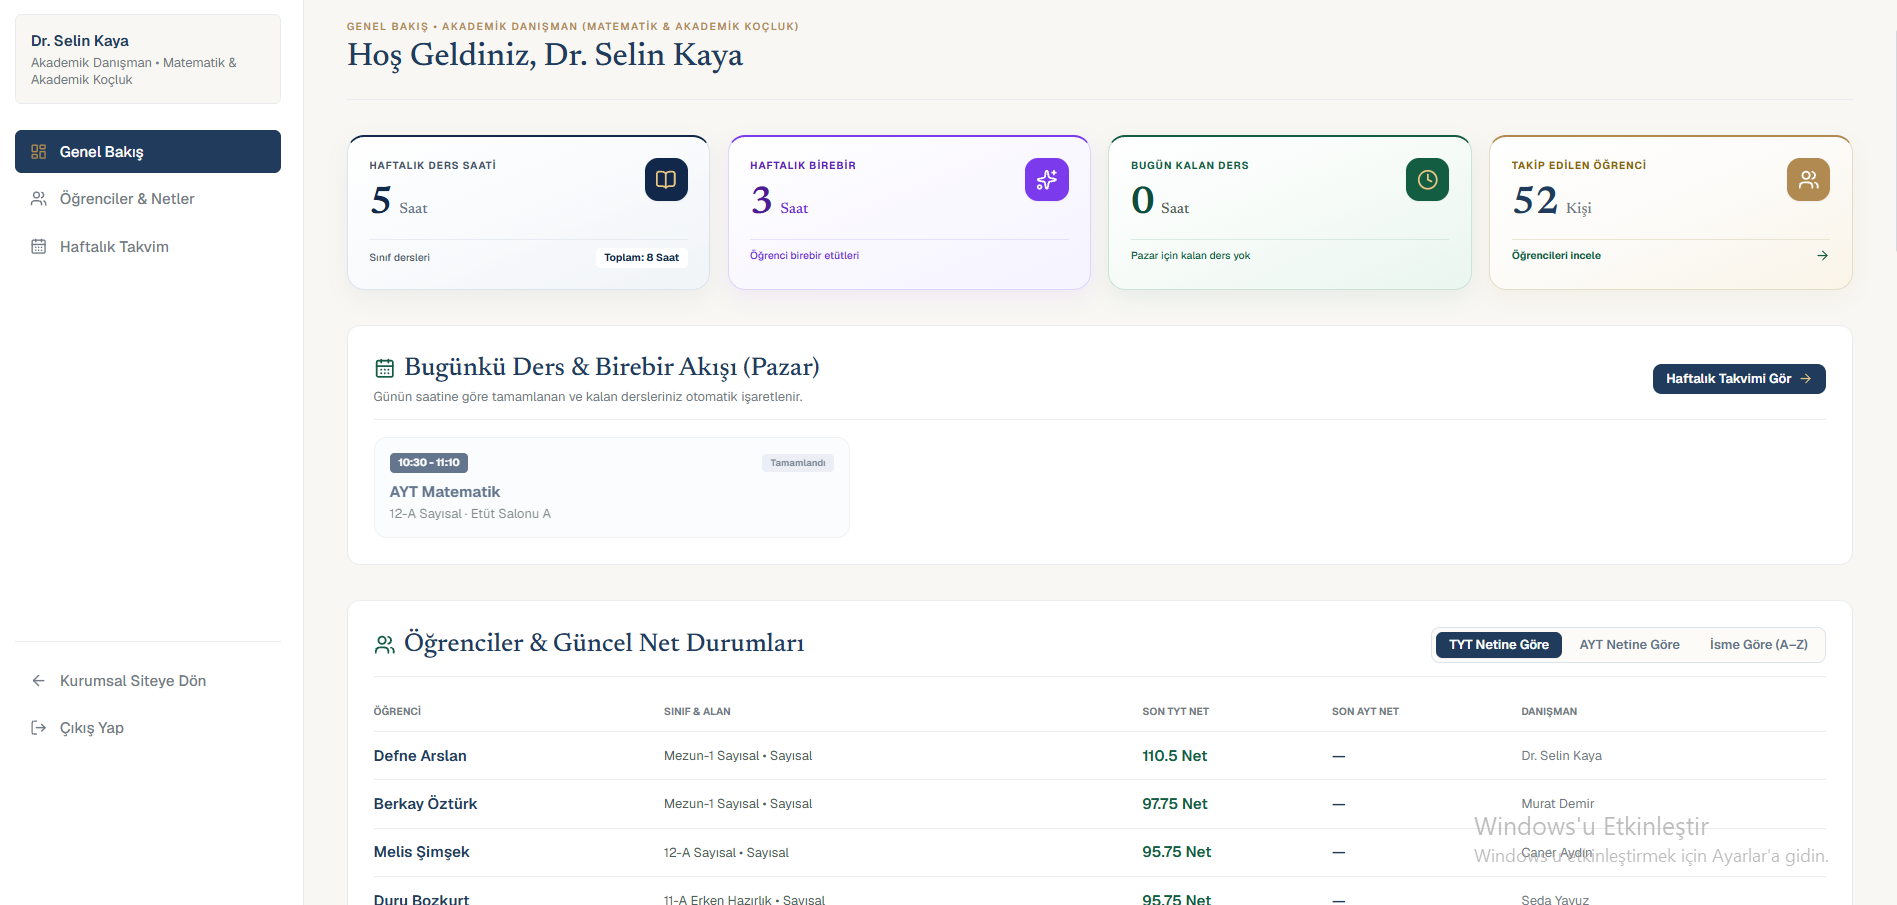 Dr. Selin Kaya
Akademik Danışman • Matematik &
Akademik Koçluk
Genel Bakış
Öğrenciler & Netler
Haftalık Takvim
Kurumsal Siteye Dön
Çıkış Yap
GENEL BAKIŞ • AKADEMİK DANIŞMAN (MATEMATİK & AKADEMİK KOÇLUK)
Hoş Geldiniz, Dr. Selin Kaya
HAFTALIK DERS SAATİ
5 Saat
Sınıf dersleri
Toplam: 8 Saat
HAFTALIK BİREBİR
3 Saat
Öğrenci birebir etütleri
BUGÜN KALAN DERS
0 Saat
Pazar için kalan ders yok
TAKİP EDİLEN ÖĞRENCİ
52 Kişi
Öğrencileri incele
Bugünkü Ders & Birebir Akışı (Pazar)
Günün saatine göre tamamlanan ve kalan dersleriniz otomatik işaretlenir.
Haftalık Takvimi Gör
10:30 - 11:10
Tamamlandı
AYT Matematik
12-A Sayısal · Etüt Salonu A
Öğrenciler & Güncel Net Durumları
TYT Netine Göre AYT Netine Göre İsme Göre (A–Z)
ÖĞRENCİ SINIF & ALAN SON TYT NET SON AYT NET DANIŞMAN
Defne Arslan Mezun-1 Sayısal • Sayısal 110.5 Net — Dr. Selin Kaya
Berkay Öztürk Mezun-1 Sayısal • Sayısal 97.75 Net — Murat Demir
Melis Şimşek 12-A Sayısal • Sayısal 95.75 Net — Caner Aydın
Duru Bozkurt 11-A Erken Hazırlık • Sayısal 95.75 Net — Seda Yavuz
Windows'u Etkinleştir
Windows'u etkinleştirmek için Ayarlar'a gidin.